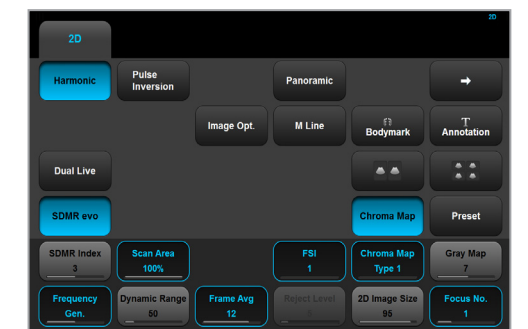 2D
2D
Harmonic
Pulse
Inversion
Panoramic
Image Opt.
M Line
Bodymark
T
Annotation
Dual Live
SDMR evo
Chroma Map
Preset
SDMR Index
3
Scan Area
100%
FSI
1
Chroma Map
Type 1
Gray Map
7
Frequency
Gen.
Dynamic Range
60
Frame Avg
12
Reject Level
2D Image Size
95
Focus No.
1